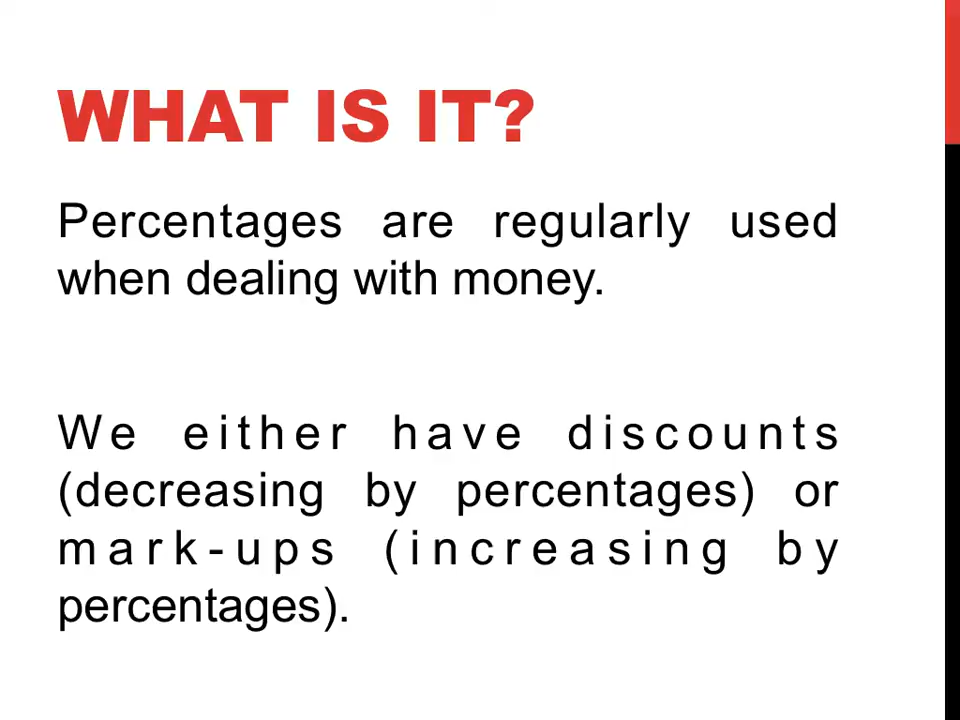 WHAT IS IT?
Percentages are regularly used
when dealing with money.
We either have discounts
(decreasing by percentages) or
mark-ups (increasing by
percentages).